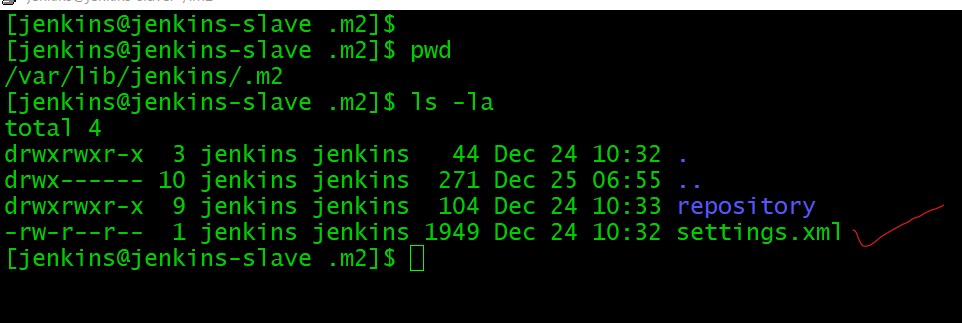 [jenkins@jenkins-slave .m2]$
[jenkins@jenkins-slave .m2]$ pwd
/var/lib/jenkins/.m2
[jenkins@jenkins-slave .m2]$ ls -la
total 4
drwxrwxr-x  3 jenkins jenkins   44 Dec 24 10:32 .
drwx------ 10 jenkins jenkins  271 Dec 25 06:55 ..
drwxrwxr-x  9 jenkins jenkins  104 Dec 24 10:33 repository
-rw-r--r--  1 jenkins jenkins 1949 Dec 24 10:32 settings.xml
[jenkins@jenkins-slave .m2]$